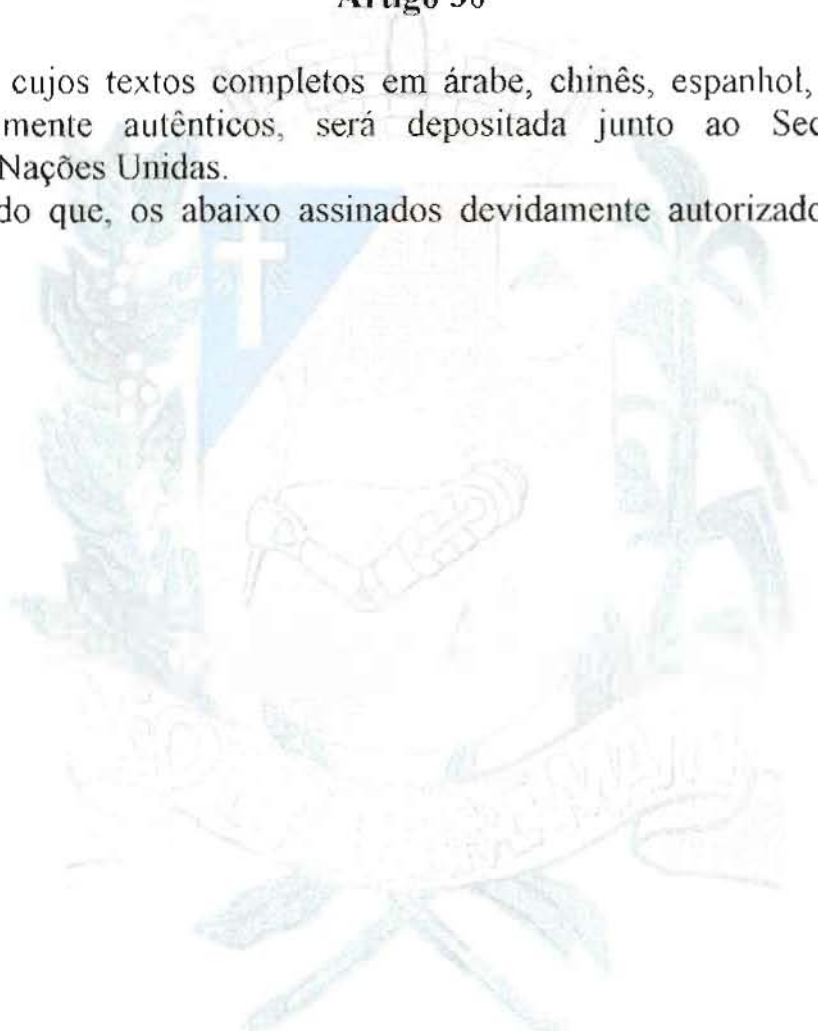 Artigo 30
cujos textos completos em árabe, chinês, espanhol,
mente autênticos, será depositada junto ao Sec
Nações Unidas.
do que, os abaixo assinados devidamente autorizado